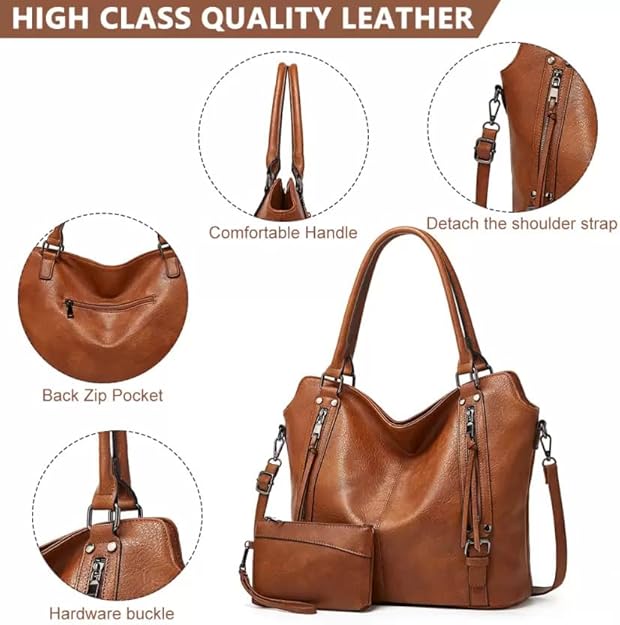 HIGH CLASS QUALITY LEATHER
Comfortable Handle
Detach the shoulder strap
Back Zip Pocket
Hardware buckle